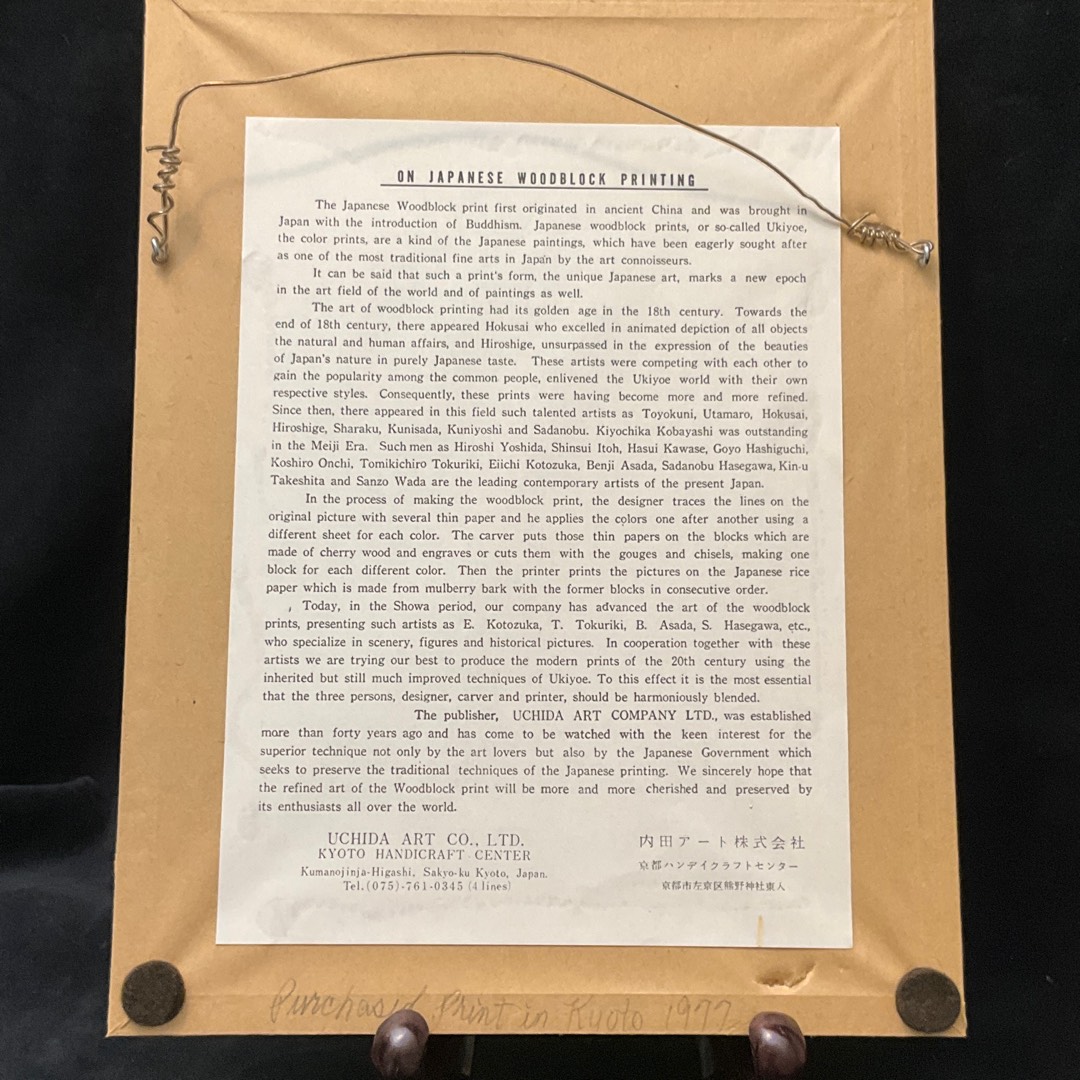 ON JAPANESE WOODBLOCK PRINTING
The Japanese Woodblock print first originated in ancient China and was brought in
Japan with the introduction of Buddhism. Japanese woodblock prints, or so-called Ukiyoe,
the color prints, are a kind of the Japanese paintings, which have been eagerly sought after
as one of the most traditional fine arts in Japan by the art connoisseurs.
It can be said that such a print's form, the unique Japanese art, marks a new epoch
in the art field of the world and of paintings as well.
The art of woodblock printing had its golden age in the 18th century. Towards the
end of 18th century, there appeared Hokusai who excelled in animated depiction of all objects
the natural and human affairs, and Hiroshige, unsurpassed in the expression of the beauties
of Japan's nature in purely Japanese taste. These artists were competing with each other to
gain the popularity among the common people, enlivened the Ukiyoe world with their own
respective styles. Consequently, these prints were having become more and more refined.
Since then, there appeared in this field such talented artists as Toyokuni, Utamaro, Hokusai,
Hiroshige, Sharaku, Kunisada, Kuniyoshi and Sadanobu. Kiyochika Kobayashi was outstanding
in the Meiji Era. Such men as Hiroshi Yoshida, Shinsui Itoh, Hasui Kawase, Goyo Hashiguchi,
Koshiro Onchi, Tomikichiro Tokuriki, Eiichi Kotozuka, Benji Asada, Sadanobu Hasegawa, Kin-u
Takeshita and Sanzo Wada are the leading contemporary artists of the present Japan.
In the process of making the woodblock print, the designer traces the lines on the
original picture with several thin paper and he applies the colors one after another using a
different sheet for each color. The carver puts those thin papers on the blocks which are
made of cherry wood and engraves or cuts them with the gouges and chisels, making one
block for each different color. Then the printer prints the pictures on the Japanese rice
paper which is made from mulberry bark with the former blocks in consecutive order.
Today, in the Showa period, our company has advanced the art of the woodblock
prints, presenting such artists as E. Kotozuka, T. Tokuriki, B. Asada, S. Hasegawa, etc.,
who specialize in scenery, figures and historical pictures. In cooperation together with these
artists we are trying our best to produce the modern prints of the 20th century using the
inherited but still much improved techniques of Ukiyoe. To this effect it is the most essential
that the three persons, designer, carver and printer, should be harmoniously blended.
The publisher, UCHIDA ART COMPANY LTD., was established
more than forty years ago and has come to be watched with the keen interest for the
superior technique not only by the art lovers but also by the Japanese Government which
seeks to preserve the traditional techniques of the Japanese printing. We sincerely hope that
the refined art of the Woodblock print will be more and more cherished and preserved by
its enthusiasts all over the world.
UCHIDA ART CO., LTD.
KYOTO HANDICRAFT CENTER
Kumanojinja-Higashi, Sakyo-ku Kyoto, Japan.
Tel.(075)-761-0345 (4 lines)
内田アート株式会社
京都ハンデイクラフトセンター
京都市左京区熊野神社東入
Purchased Print in Kyoto 1977